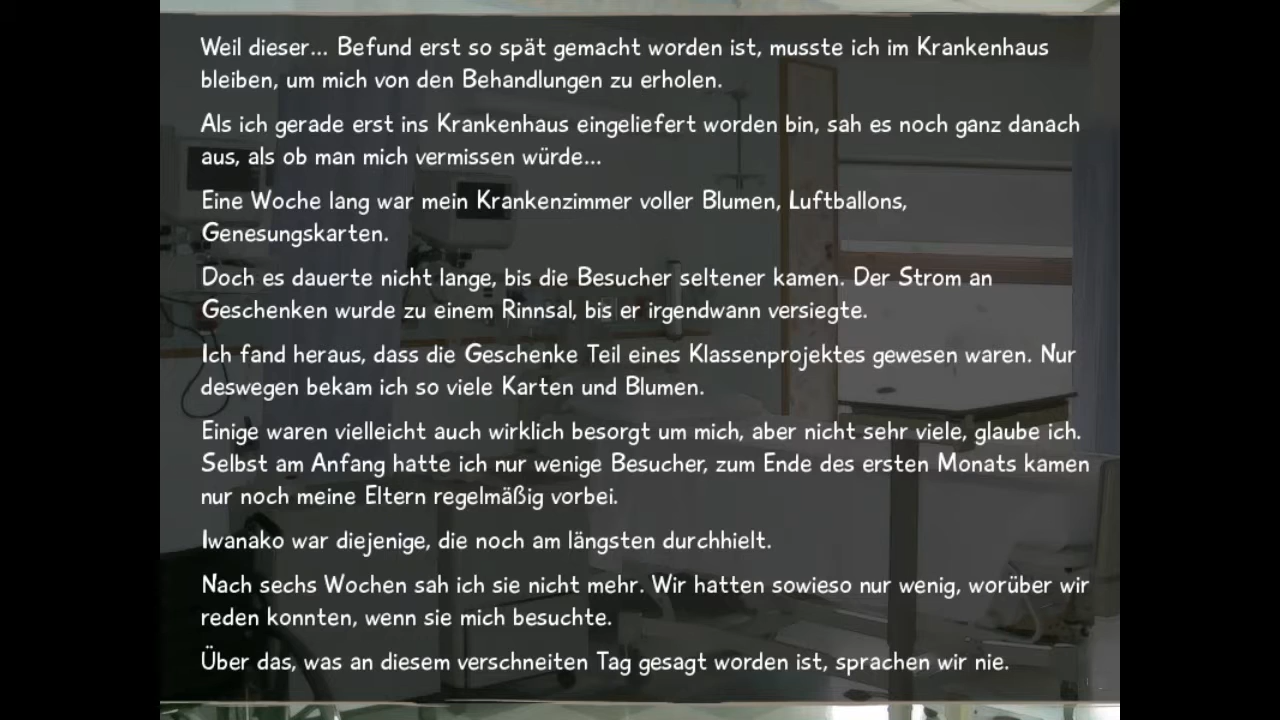 Weil dieser... Befund erst so spät gemacht worden ist, musste ich im Krankenhaus
bleiben, um mich von den Behandlungen zu erholen.
Als ich gerade erst ins Krankenhaus eingeliefert worden bin, sah es noch ganz danach
aus, als ob man mich vermissen würde...
Eine Woche lang war mein Krankenzimmer voller Blumen, Luftballons,
Genesungskarten.
Doch es dauerte nicht lange, bis die Besucher seltener kamen. Der Strom an
Geschenken wurde zu einem Rinnsal, bis er irgendwann versiegte.
Ich fand heraus, dass die Geschenke Teil eines Klassenprojektes gewesen waren. Nur
deswegen bekam ich so viele Karten und Blumen.
Einige waren vielleicht auch wirklich besorgt um mich, aber nicht sehr viele, glaube ich.
Selbst am Anfang hatte ich nur wenige Besucher, zum Ende des ersten Monats kamen
nur noch meine Eltern regelmäßig vorbei.
Iwanako war diejenige, die noch am längsten durchhielt.
Nach sechs Wochen sah ich sie nicht mehr. Wir hatten sowieso nur wenig, worüber wir
reden konnten, wenn sie mich besuchte.
Über das, was an diesem verschneiten Tag gesagt worden ist, sprachen wir nie.